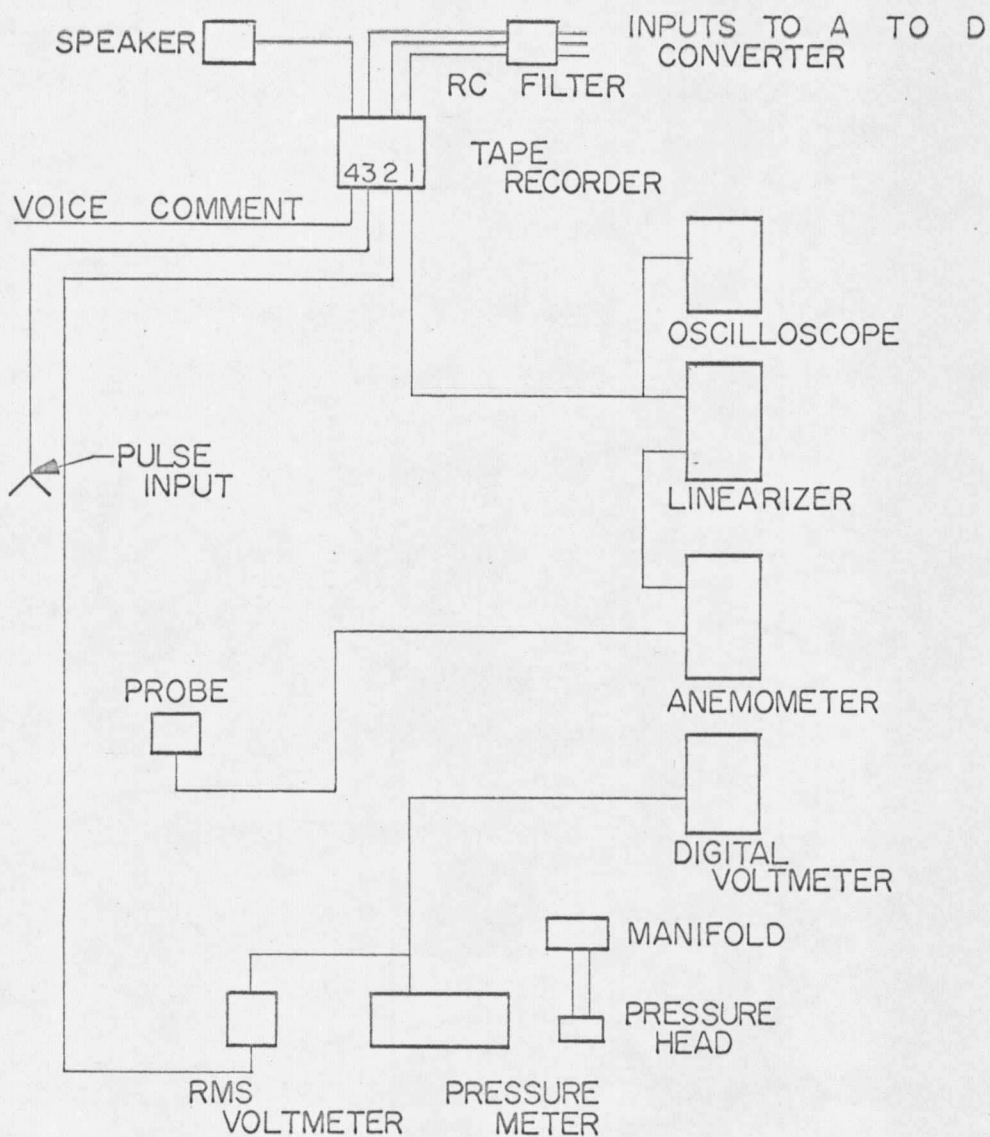 SPEAKER
INPUTS TO A TO D
CONVERTER
RC FILTER
4321
TAPE
RECORDER
VOICE COMMENT
OSCILLOSCOPE
PULSE
INPUT
LINEARIZER
PROBE
ANEMOMETER
DIGITAL
VOLTMETER
MANIFOLD
PRESSURE
HEAD
RMS
VOLTMETER
PRESSURE
METER